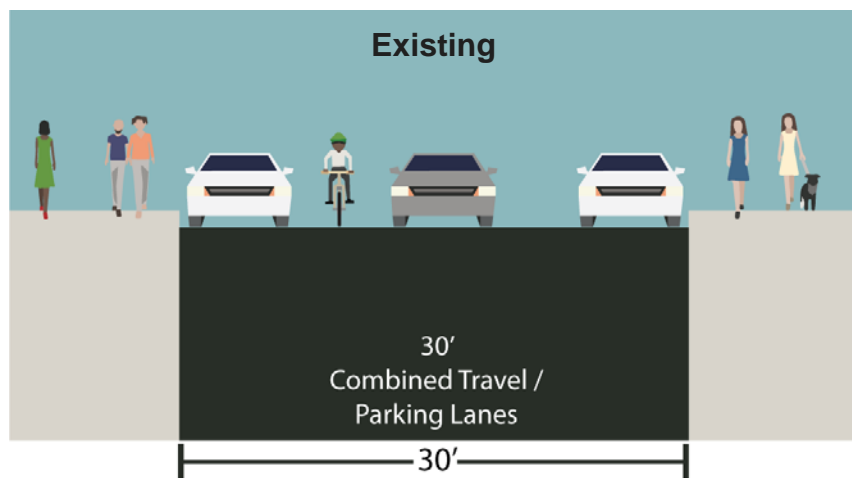 Existing
30’
Combined Travel /
Parking Lanes
30’